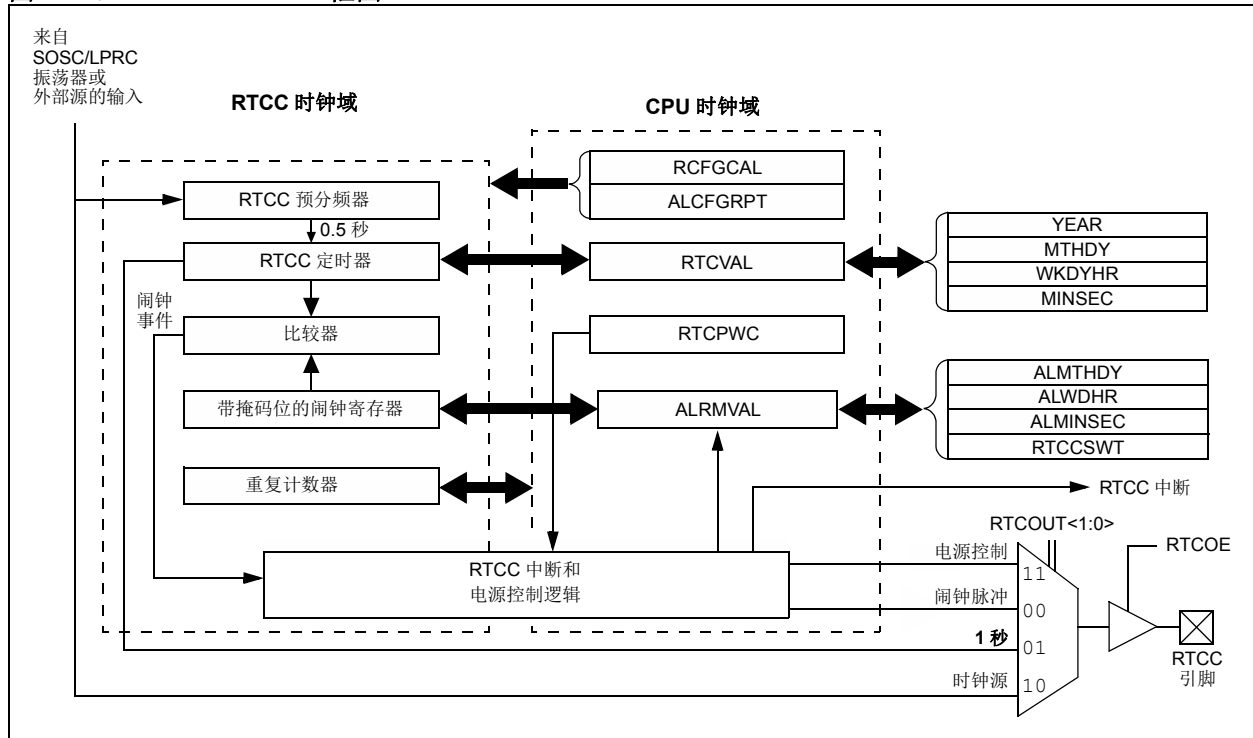 来自
SOSC/LPRC
振荡器或
外部源的输入
RTCC 时钟域
CPU 时钟域
RCFGCAL
ALCFGRPT
RTCC 预分频器
0.5 秒
RTCC 定时器
RTCVAL
YEAR
MTHDY
WKDYHR
MINSEC
闹钟
事件
比较器
RTCPWC
带掩码位的闹钟寄存器
ALRMVAL
ALMTHDY
ALWDHR
ALMINSEC
RTCCSWT
重复计数器
RTCC 中断
RTCOUT<1:0>
RTCOE
RTCC 中断和
电源控制逻辑
电源控制
11
闹钟脉冲
00
1 秒
01
时钟源
10
RTCC
引脚